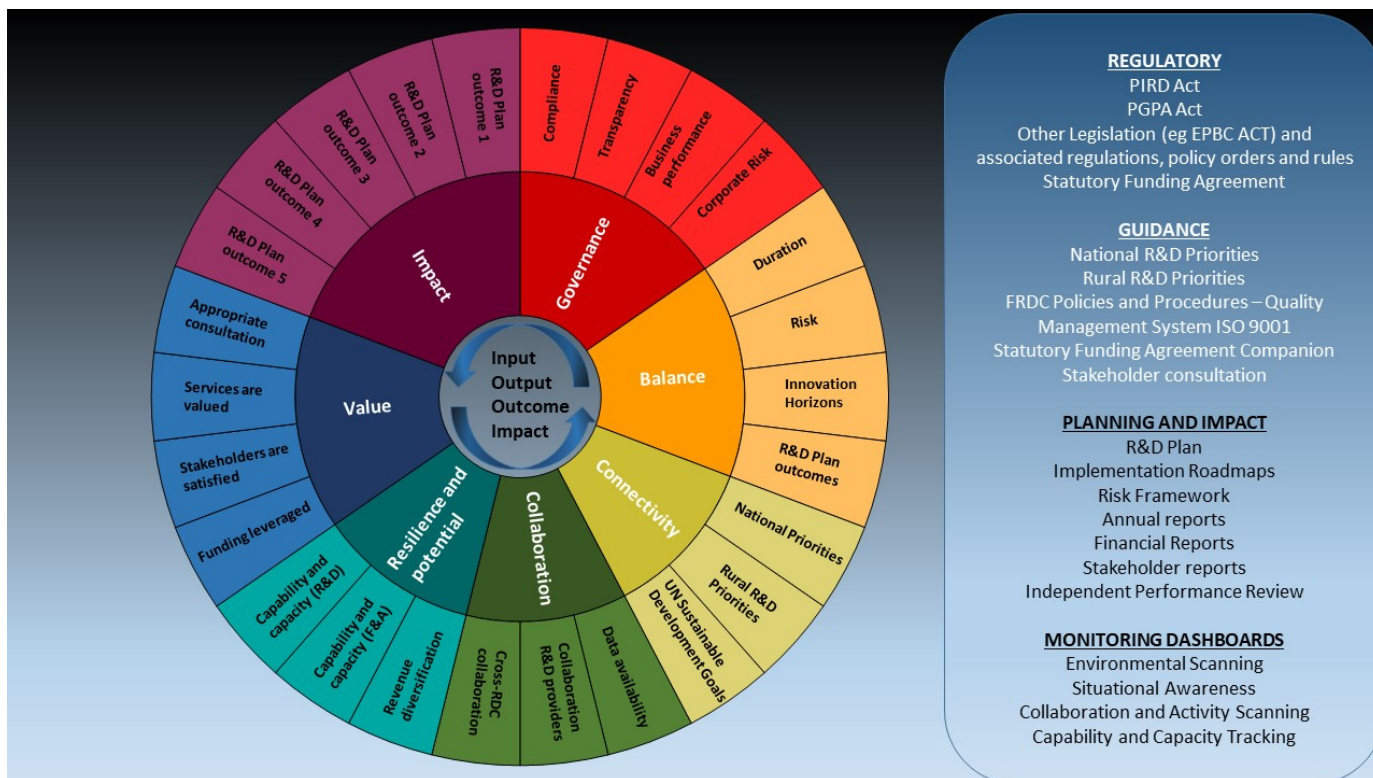 R&D Plan
outcome 1
R&D Plan
outcome 2
R&D Plan
outcome 3
R&D Plan
outcome 4
R&D Plan
outcome 5
Impact
Compliance
Transparency
Business
performance
Corporate Risk
Governance
Duration
Risk
Innovation
Horizons
R&D Plan
outcomes
Balance
National Priorities
Rural R&D
Priorities
UN Sustainable
Development Goals
Connectivity
Data availability
Collaboration
R&D providers
Cross-RDC
collaboration
Collaboration
Revenue
diversification
Capability and
capacity (F&A)
Capability and
capacity (R&D)
Resilience and
potential
Funding leveraged
Stakeholders are
satisfied
Services are
valued
Appropriate
consultation
Value
Input
Output
Outcome
Impact
REGULATORY
PIRD Act
PGPA Act
Other Legislation (eg EPBC ACT) and
associated regulations, policy orders and rules
Statutory Funding Agreement
GUIDANCE
National R&D Priorities
Rural R&D Priorities
FRDC Policies and Procedures – Quality
Management System ISO 9001
Statutory Funding Agreement Companion
Stakeholder consultation
PLANNING AND IMPACT
R&D Plan
Implementation Roadmaps
Risk Framework
Annual reports
Financial Reports
Stakeholder reports
Independent Performance Review
MONITORING DASHBOARDS
Environmental Scanning
Situational Awareness
Collaboration and Activity Scanning
Capability and Capacity Tracking